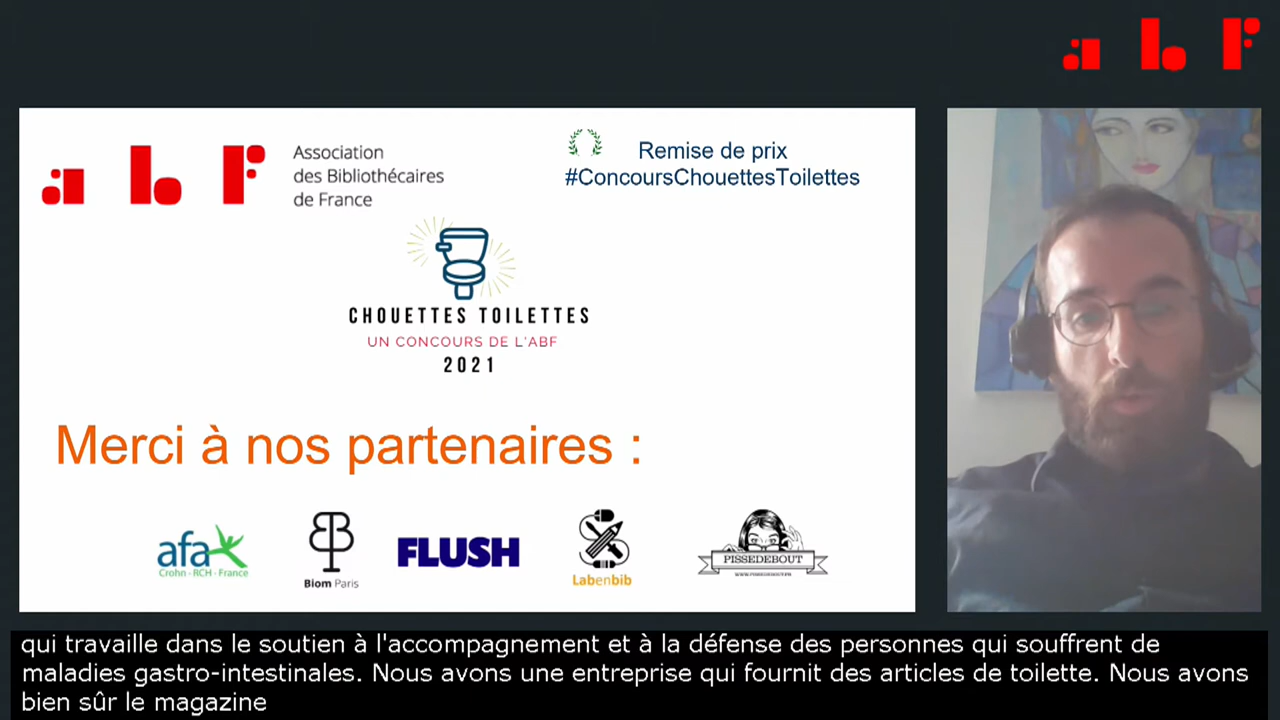 a b f
a b f
Association
des Bibliothécaires
de France
Remise de prix
#ConcoursChouettesToilettes
CHOUETTES TOILETTES
UN CONCOURS DE L'ABF
2021
Merci à nos partenaires :
afa
Crohn - RCH - France
Biom Paris
FLUSH
Labenbib
PISSEDEBOUT
WWW.PISSEDEBOUT.FR
qui travaille dans le soutien à l'accompagnement et à la défense des personnes qui souffrent de
maladies gastro-intestinales. Nous avons une entreprise qui fournit des articles de toilette. Nous avons
bien sûr le magazine